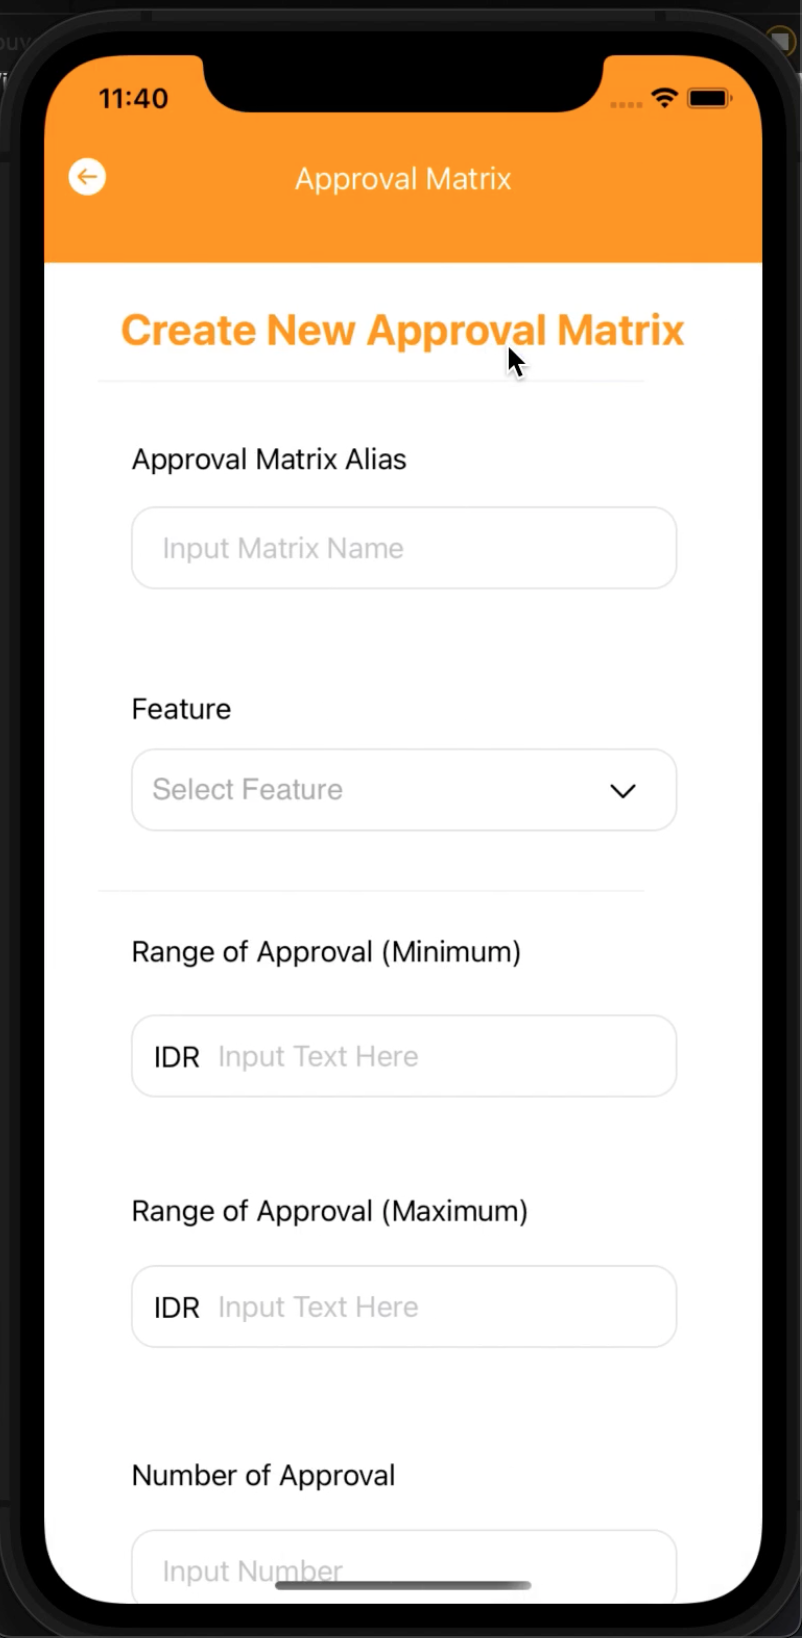 11:40
Approval Matrix
Create New Approval Matrix
Approval Matrix Alias
Input Matrix Name
Feature
Select Feature
Range of Approval (Minimum)
IDR Input Text Here
Range of Approval (Maximum)
IDR Input Text Here
Number of Approval
Input Number